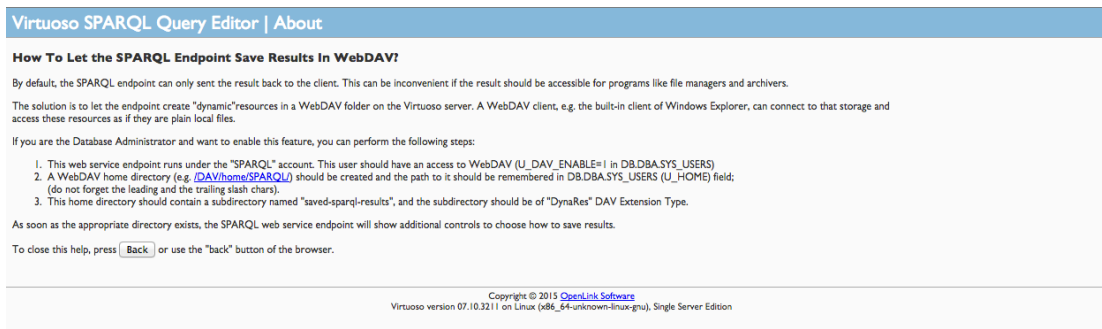 Virtuoso SPARQL Query Editor | About
How To Let the SPARQL Endpoint Save Results In WebDAV?
By default, the SPARQL endpoint can only sent the result back to the client. This can be inconvenient if the result should be accessible for programs like file managers and archivers.
The solution is to let the endpoint create "dynamic"resources in a WebDAV folder on the Virtuoso server. A WebDAV client, e.g. the built-in client of Windows Explorer, can connect to that storage and
access these resources as if they are plain local files.
If you are the Database Administrator and want to enable this feature, you can perform the following steps:
1. This web service endpoint runs under the "SPARQL" account. This user should have an access to WebDAV (U_DAV_ENABLE=1 in DB.DBA.SYS_USERS)
2. A WebDAV home directory (e.g. /DAV/home/SPARQL/) should be created and the path to it should be remembered in DB.DBA.SYS_USERS (U_HOME) field;
(do not forget the leading and the trailing slash chars).
3. This home directory should contain a subdirectory named "saved-sparql-results", and the subdirectory should be of "DynaRes" DAV Extension Type.
As soon as the appropriate directory exists, the SPARQL web service endpoint will show additional controls to choose how to save results.
To close this help, press Back or use the "back" button of the browser.
Copyright © 2015 OpenLink Software
Virtuoso version 07.10.3211 on Linux (x86_64-unknown-linux-gnu), Single Server Edition